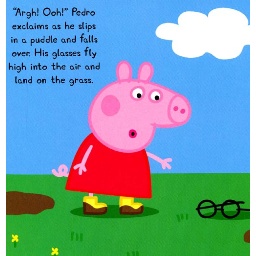 "Argh! Ooh!" Pedro
exclaims as he slips
in a puddle and falls
over. His glasses fly
high into the air and
land on the grass.